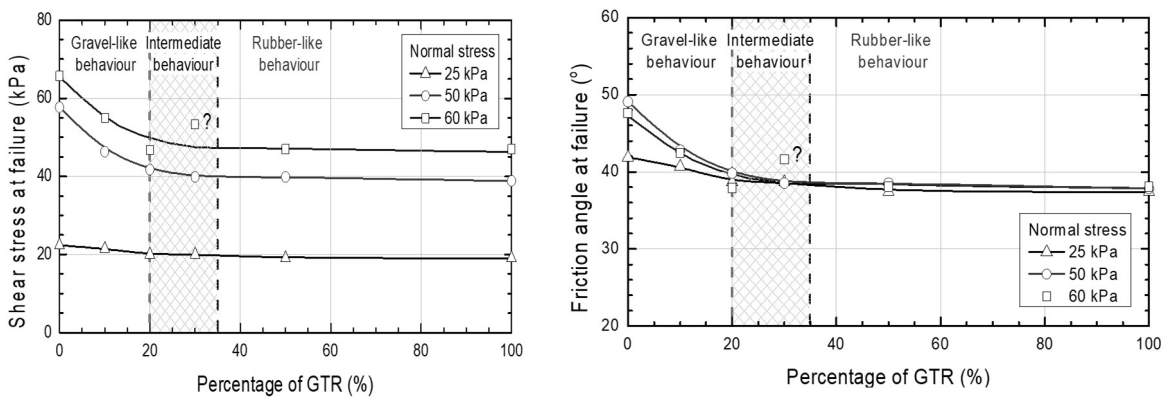 80
60
40
20
0
Shear stress at failure (kPa)
0 20 40 60 80 100
Percentage of GTR (%)
Gravel-like
behaviour
Intermediate
behaviour
Rubber-like
behaviour
Normal stress
25 kPa
50 kPa
60 kPa
?
60
50
40
30
20
Friction angle at failure (°)
0 20 40 60 80 100
Percentage of GTR (%)
Gravel-like
behaviour
Intermediate
behaviour
Rubber-like
behaviour
?
Normal stress
25 kPa
50 kPa
60 kPa